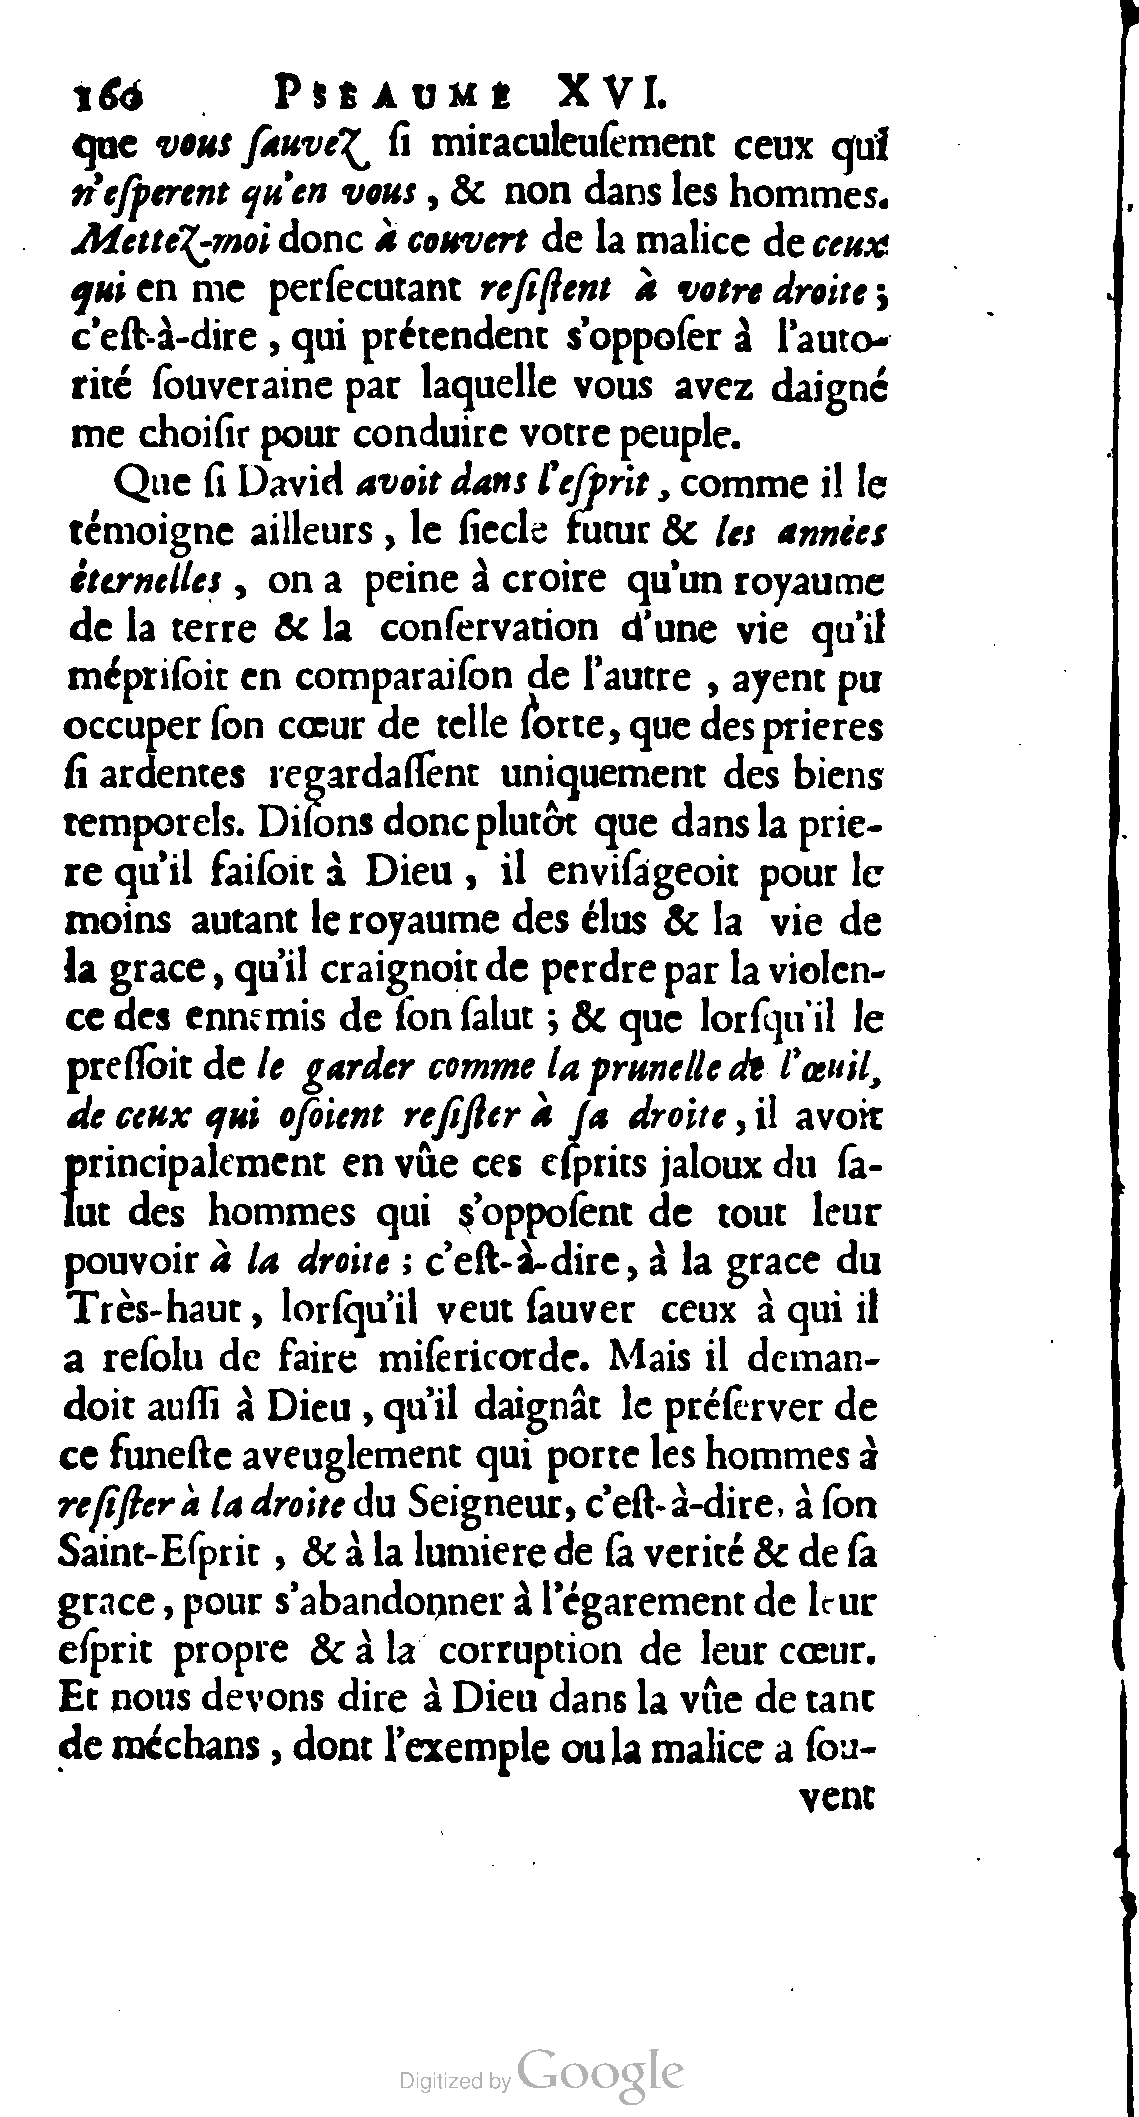 160 PSEAUME XVI.
que vous ſauvez ſi miraculeuſement ceux qui
n'eſperent qu'en vous, & non dans les hommes.
Mettez-moi donc à couvert de la malice de ceux
qui en me perſecutant reſiſtent à votre droite;
c'eſt-à-dire, qui prétendent s'oppoſer à l'auto-
rité ſouveraine par laquelle vous avez daigné
me choiſir pour conduire votre peuple.
Que ſi David avoit dans l'eſprit, comme il le
témoigne ailleurs, le ſiecle futur & les années
éternelles, on a peine à croire qu'un royaume
de la terre & la conſervation d'une vie qu'il
mépriſoit en comparaiſon de l'autre, ayent pu
occuper ſon cœur de telle ſorte, que des prieres
ſi ardentes regardaſſent uniquement des biens
temporels. Diſons donc plutôt que dans la prie-
re qu'il faiſoit à Dieu, il enviſageoit pour le
moins autant le royaume des élus & la vie de
la grace, qu'il craignoit de perdre par la violen-
ce des ennemis de ſon ſalut; & que lorſqu'il le
preſſoit de le garder comme la prunelle de l'œuil,
de ceux qui oſoient reſiſter à ſa droite, il avoit
principalement en vûe ces eſprits jaloux du ſa-
lut des hommes qui s'oppoſent de tout leur
pouvoir à la droite; c'eſt-à-dire, à la grace du
Très-haut, lorſqu'il veut ſauver ceux à qui il
a reſolu de faire miſericorde. Mais il deman-
doit auſſi à Dieu, qu'il daignât le préſerver de
ce funeſte aveuglement qui porte les hommes à
reſiſter à la droite du Seigneur, c'eſt-à-dire, à ſon
Saint-Eſprit, & à la lumiere de ſa verité & de ſa
grace, pour s'abandonner à l'égarement de leur
eſprit propre & à la corruption de leur cœur.
Et nous devons dire à Dieu dans la vûe de tant
de méchans, dont l'exemple ou la malice a ſou-
vent
Digitized by Google